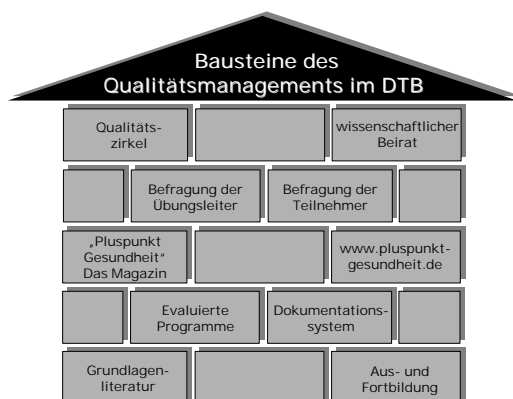 Bausteine des
Qualitätsmanagements im DTB
Qualitäts-
zirkel
wissenschaftlicher
Beirat
Befragung der
Übungsleiter
Befragung der
Teilnehmer
„Pluspunkt
Gesundheit“
Das Magazin
www.pluspunkt-
gesundheit.de
Evaluierte
Programme
Dokumentations-
system
Grundlagen-
literatur
Aus- und
Fortbildung